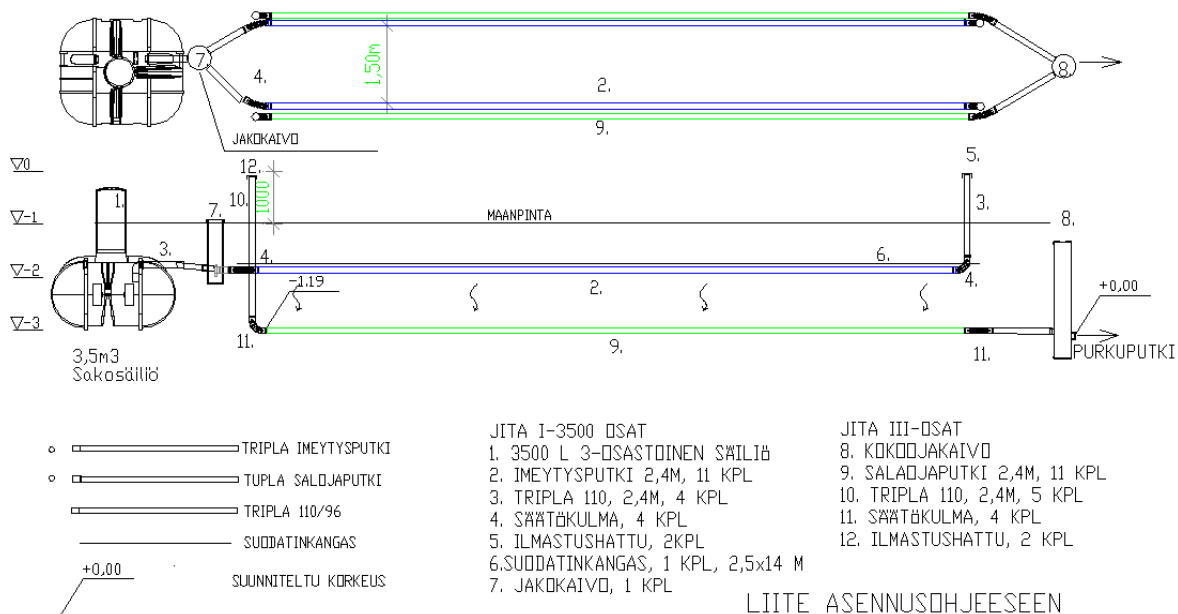 7.
8
4.
1,50m
2.
9.
JAKOKAIVO
▽0
12.
5.
1.
10.
1000
3.
7.
▽-1
MAANPINTA
8.
3.
4.
6.
▽-2
-1.19
2.
4.
+0,00
▽-3
11.
9.
11.
PURKUPUTKI
3,5m3
Sakosäiliö
TRIPLA IMEYTYSPUTKI
TUPLA SALOJAPUTKI
TRIPLA 110/96
SUODATINKANGAS
+0,00
SUUNNITELTU KORKEUS
JITA I-3500 OSAT
1. 3500 L 3-OSASTOINEN SÄILIÖ
2. IMEYTYSPUTKI 2,4M, 11 KPL
3. TRIPLA 110, 2,4M, 4 KPL
4. SÄÄTÖKULMA, 4 KPL
5. ILMASTUSHATTU, 2KPL
6.SUODATINKANGAS, 1 KPL, 2,5x14 M
7. JAKOKAIVO, 1 KPL
JITA III-OSAT
8. KOKOOJAKAIVO
9. SALAOJAPUTKI 2,4M, 11 KPL
10. TRIPLA 110, 2,4M, 5 KPL
11. SÄÄTÖKULMA, 4 KPL
12. ILMASTUSHATTU, 2 KPL
LIITE ASENNUSOHJEESEEN